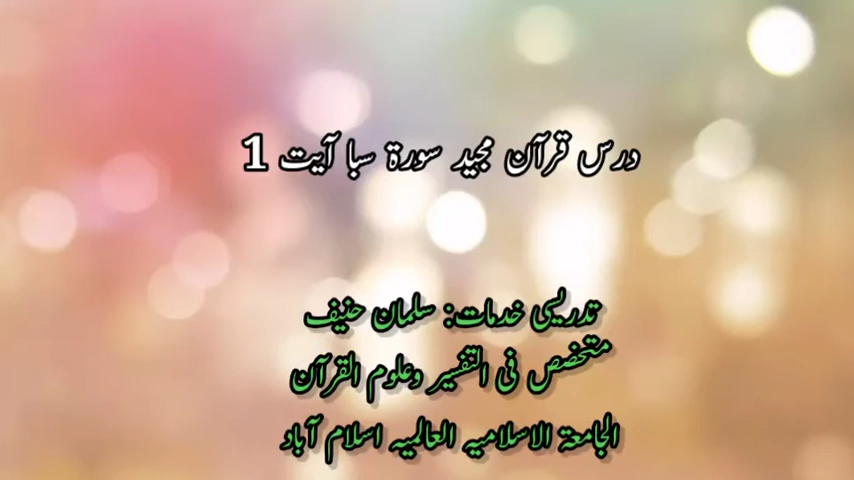 درس قرآن مجید سورۃ سبا آیت 1
تدریسی خدمات: سلمان حنیف
متخصص فی التفسیر وعلوم القرآن
الجامعۃ الاسلامیہ العالمیہ اسلام آباد